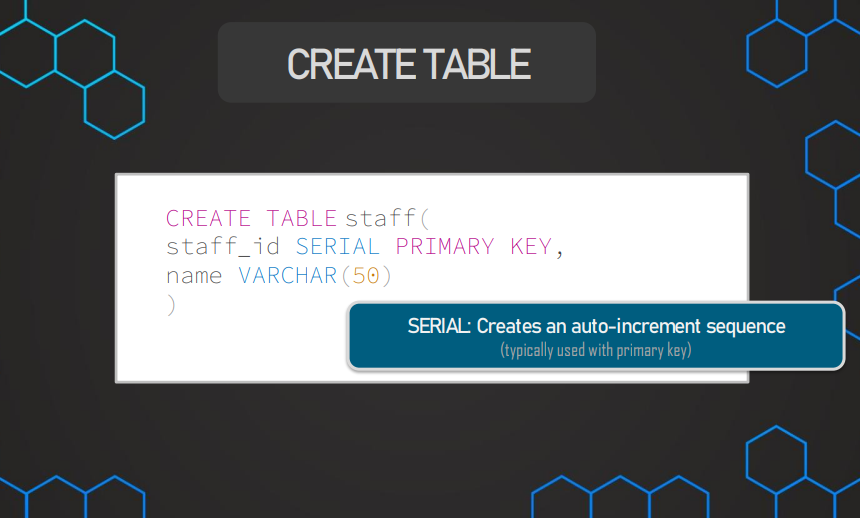 CREATE TABLE
CREATE TABLE staff(
staff_id SERIAL PRIMARY KEY,
name VARCHAR(50)
)
SERIAL: Creates an auto-increment sequence
(typically used with primary key)